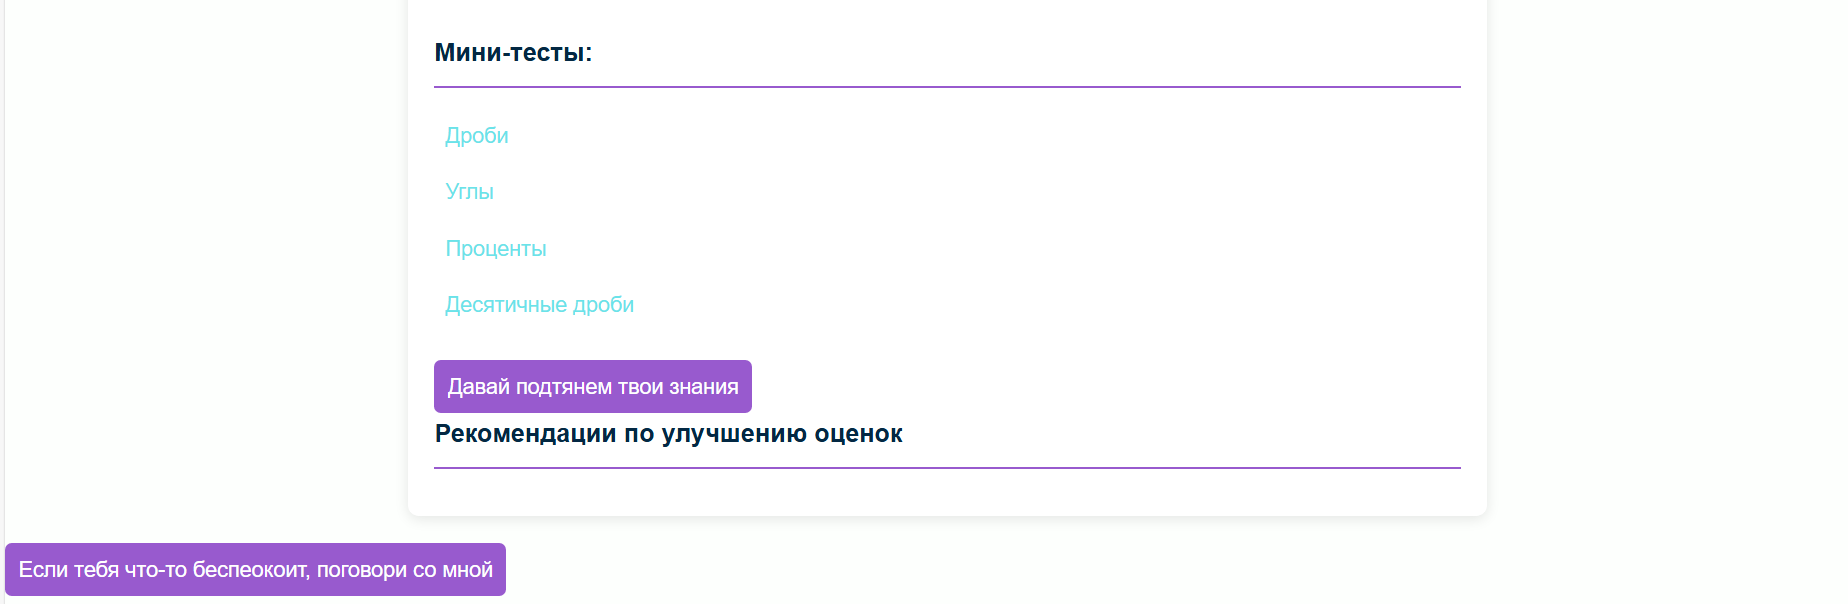 Мини-тесты:
Дроби
Углы
Проценты
Десятичные дроби
Давай подтянем твои знания
Рекомендации по улучшению оценок
Если тебя что-то беспеокоит, поговори со мной